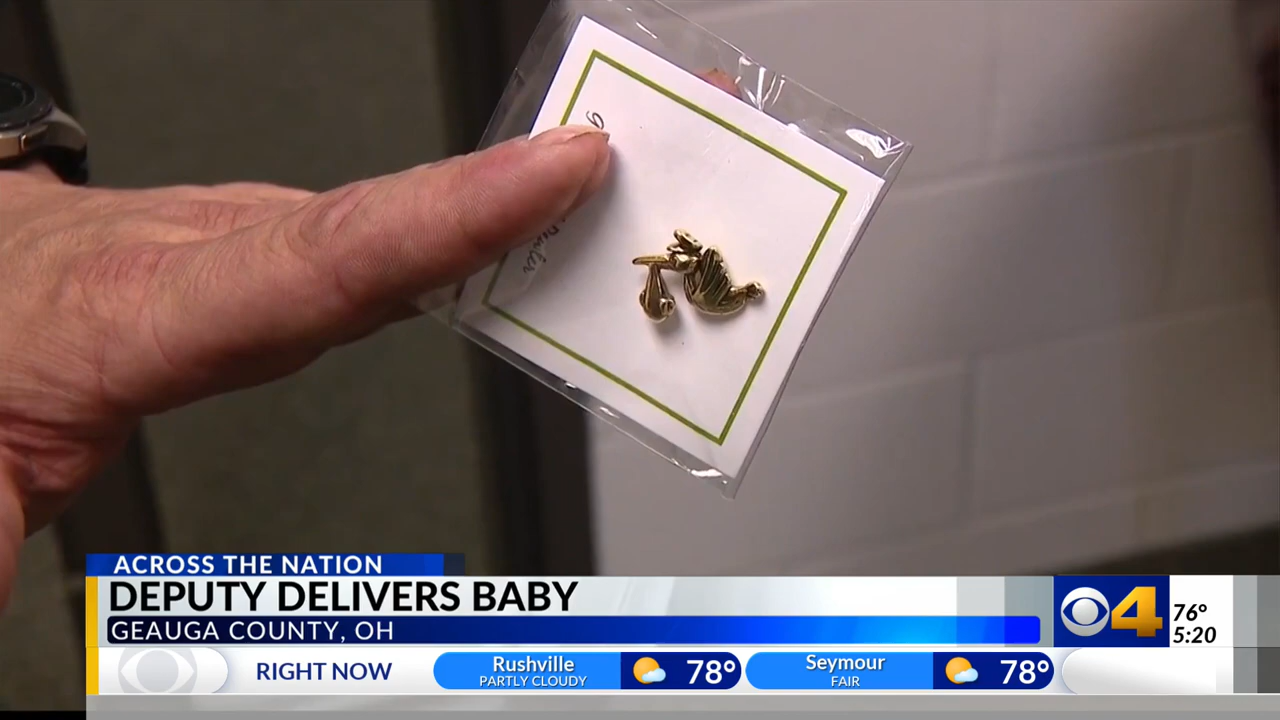 ACROSS THE NATION
DEPUTY DELIVERS BABY
GEAUGA COUNTY, OH
4
76°
5:20
RIGHT NOW
Rushville
PARTLY CLOUDY
78°
Seymour
FAIR
78°